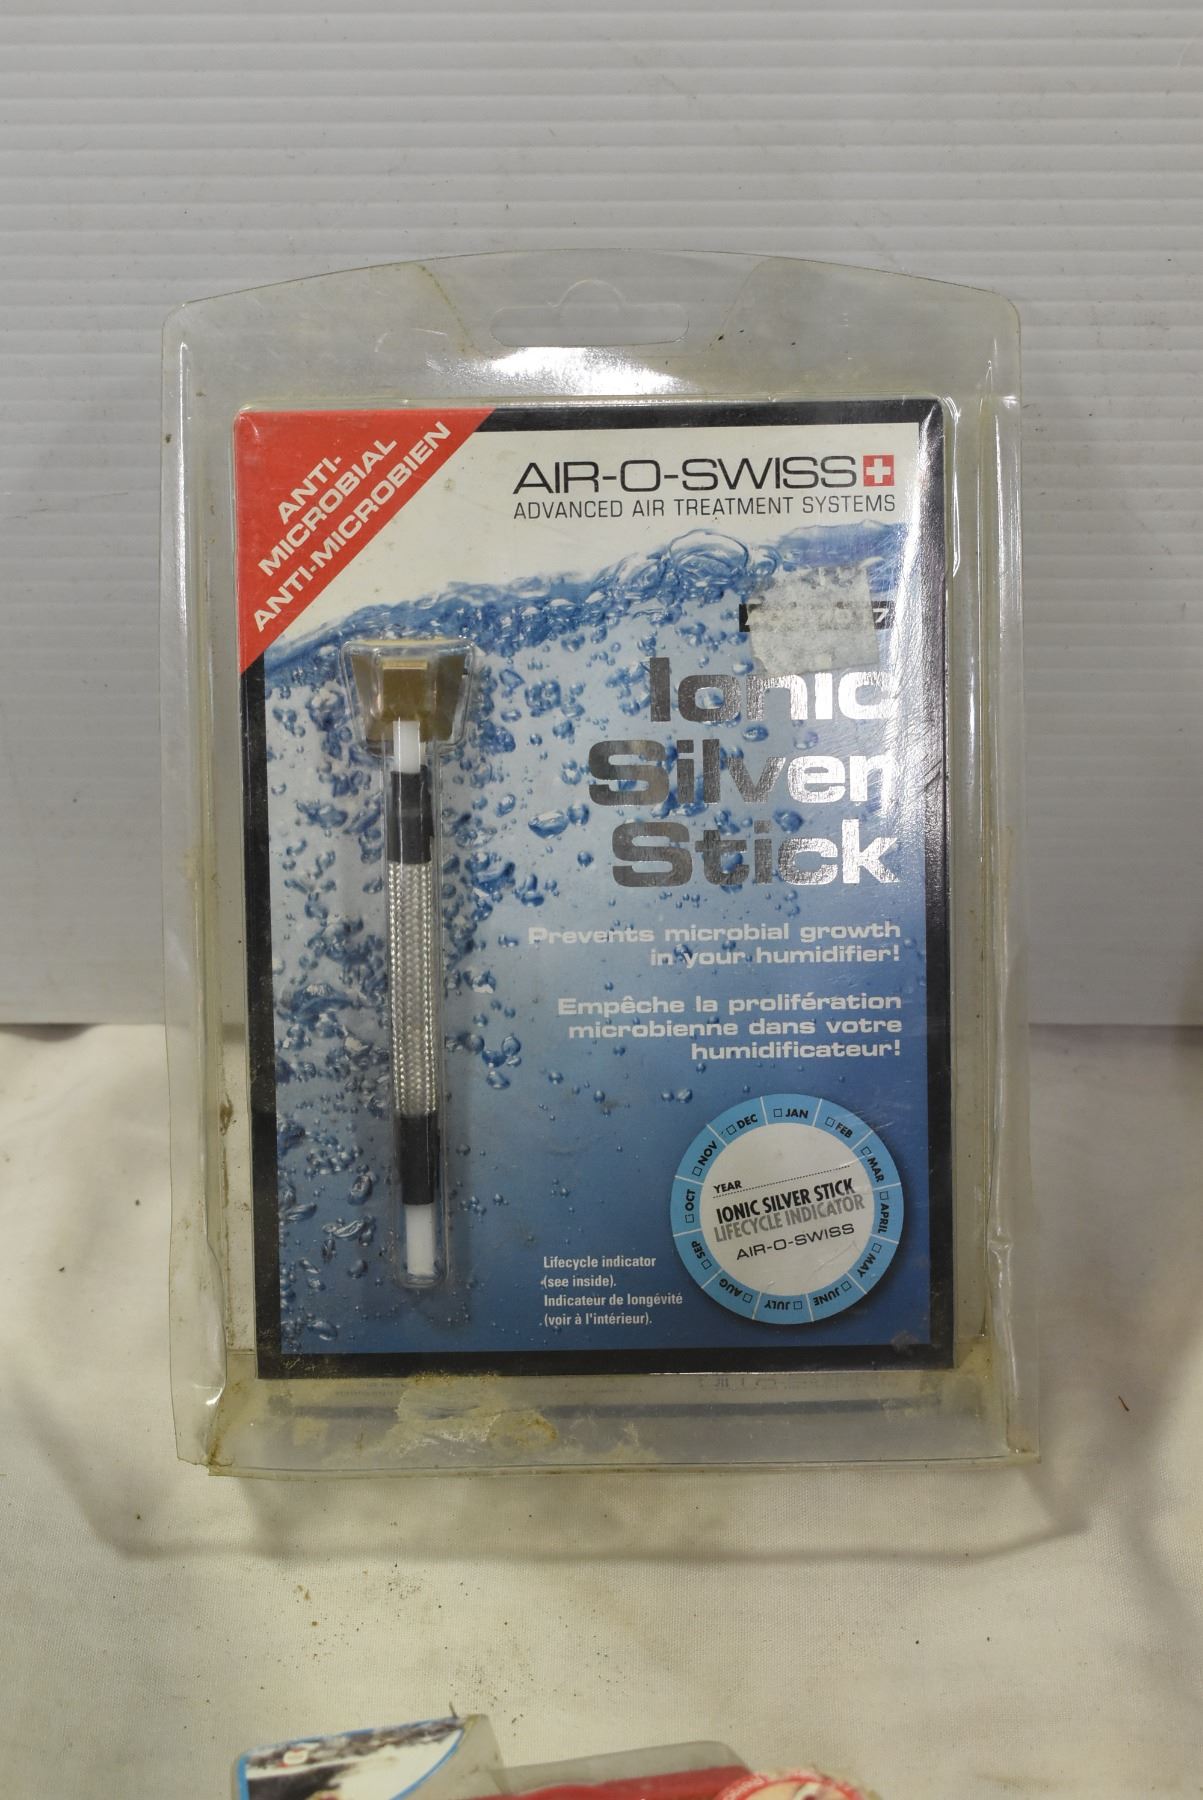 ANTI-
MICROBIAL
ANTI-MICROBIEN
AIR-O-SWISS
ADVANCED AIR TREATMENT SYSTEMS
7
Ionic
Silver
Stick
Prevents microbial growth
in your humidifier!
Empêche la prolifération
microbienne dans votre
humidificateur!
Lifecycle indicator
(see inside).
Indicateur de longévité
(voir à l'intérieur).
JAN
FEB
MAR
APRIL
MAY
JUNE
JULY
AUG
SEP
OCT
NOV
DEC
YEAR
IONIC SILVER STICK
LIFECYCLE INDICATOR
AIR-O-SWISS